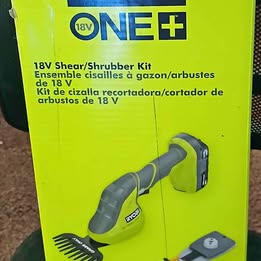 18V
ONE+
18V Shear/Shrubber Kit
Ensemble cisailles à gazon/arbustes
de 18 V
Kit de cizalla recortadora/cortador de
arbustos de 18 V
RYOBI